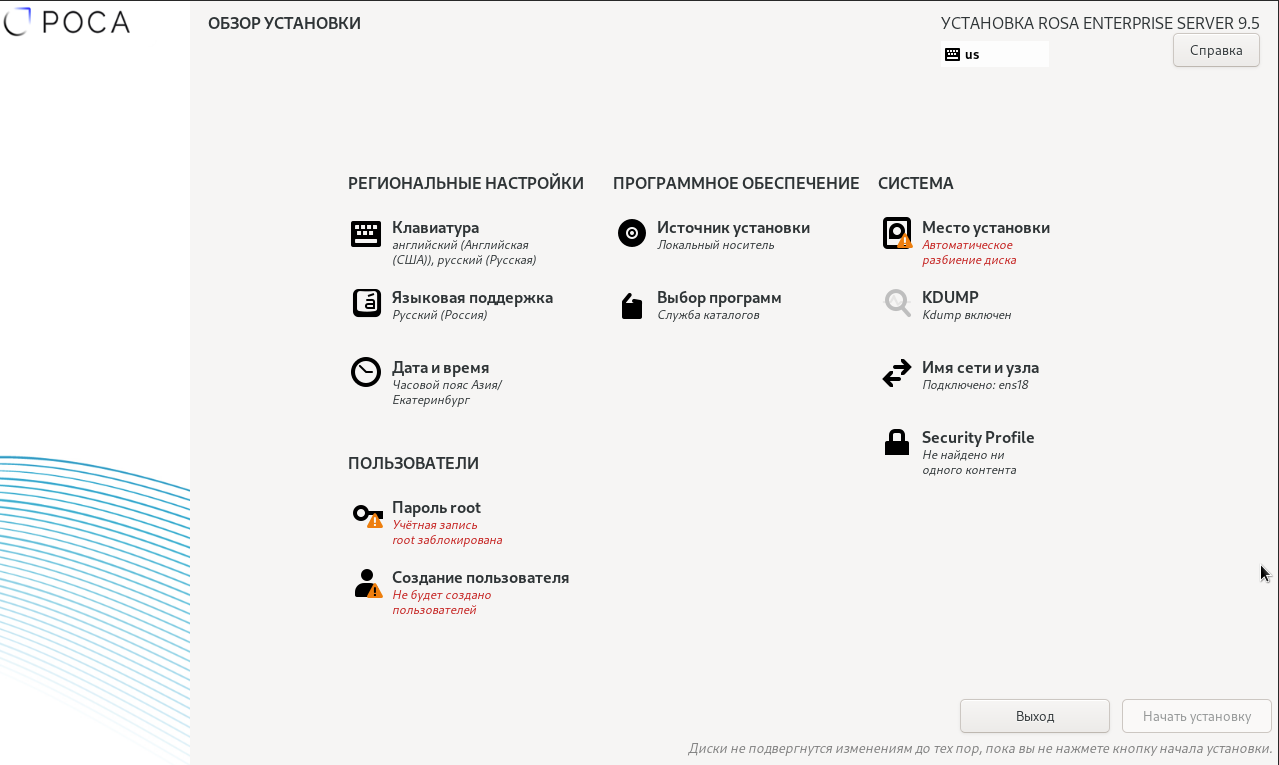 РОСА
ОБЗОР УСТАНОВКИ
УСТАНОВКА ROSA ENTERPRISE SERVER 9.5
us
Справка
РЕГИОНАЛЬНЫЕ НАСТРОЙКИ
Клавиатура
английский (Английская
(США)), русский (Русская)
Языковая поддержка
Русский (Россия)
Дата и время
Часовой пояс Азия/
Екатеринбург
ПОЛЬЗОВАТЕЛИ
Пароль root
Учётная запись
root заблокирована
Создание пользователя
Не будет создано
пользователей
ПРОГРАММНОЕ ОБЕСПЕЧЕНИЕ
Источник установки
Локальный носитель
Выбор программ
Служба каталогов
СИСТЕМА
Место установки
Автоматическое
разбиение диска
KDUMP
Kdump включен
Имя сети и узла
Подключено: ens18
Security Profile
Не найдено ни
одного контента
Выход
Начать установку
Диски не подвергнутся изменениям до тех пор, пока вы не нажмете кнопку начала установки.